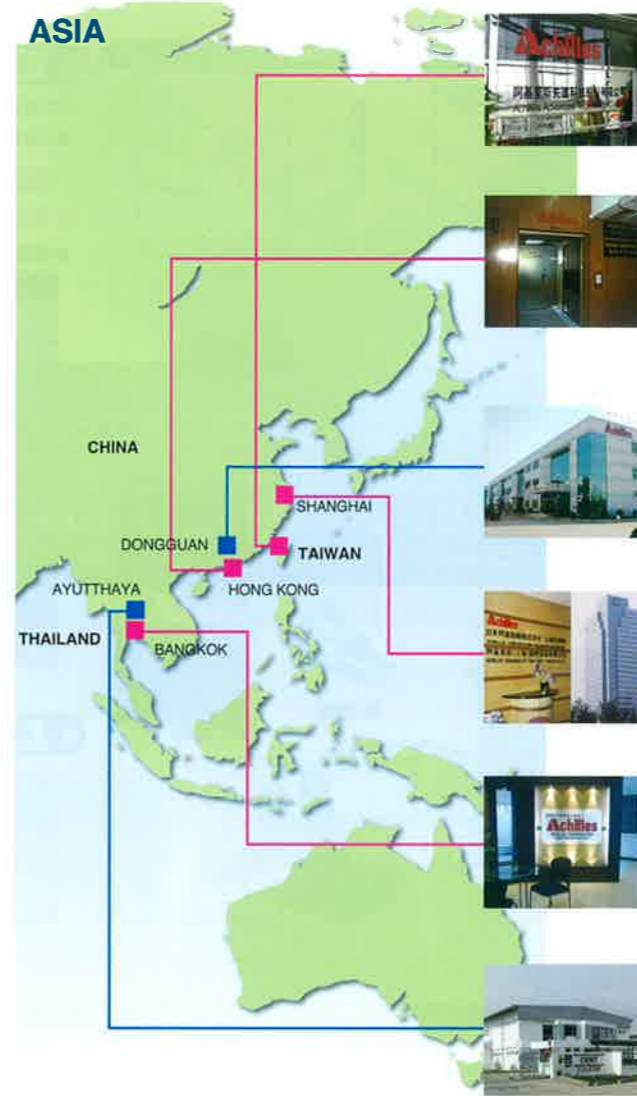 ASIA
Achilles
Achilles
Achilles
CHINA
SHANGHAI
DONGGUAN
TAIWAN
AYUTTHAYA
HONG KONG
THAILAND
BANGKOK
Achilles
Achilles